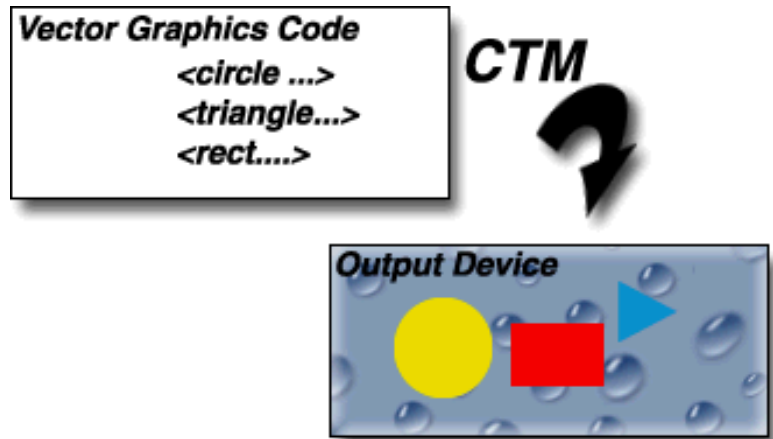 Vector Graphics Code
<circle ...>
<triangle...>
<rect....>
CTM
Output Device